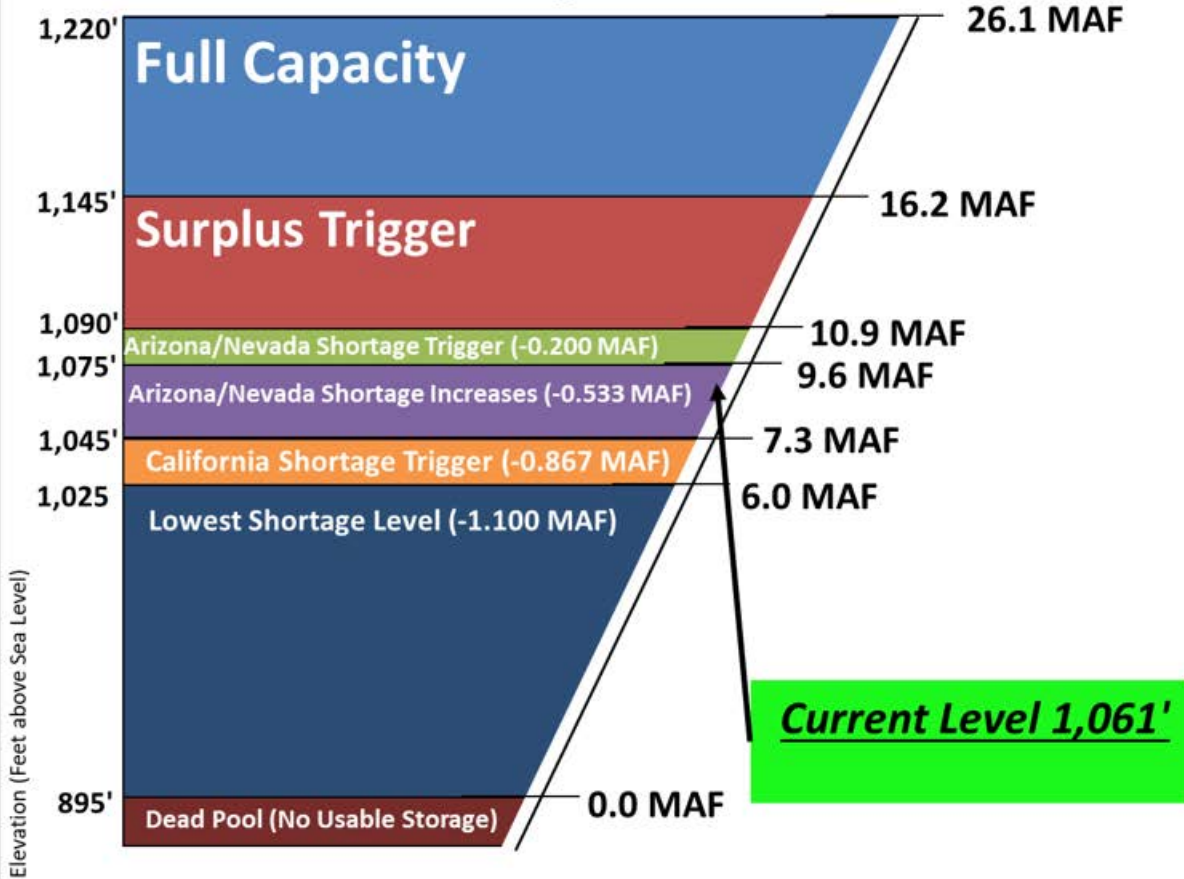 1,220'
26.1 MAF
Full Capacity
1,145'
16.2 MAF
Surplus Trigger
1,090'
10.9 MAF
Arizona/Nevada Shortage Trigger (-0.200 MAF)
1,075'
9.6 MAF
Arizona/Nevada Shortage Increases (-0.533 MAF)
1,045'
7.3 MAF
California Shortage Trigger (-0.867 MAF)
1,025
6.0 MAF
Lowest Shortage Level (-1.100 MAF)
Elevation (Feet above Sea Level)
Current Level 1,061'
895'
0.0 MAF
Dead Pool (No Usable Storage)